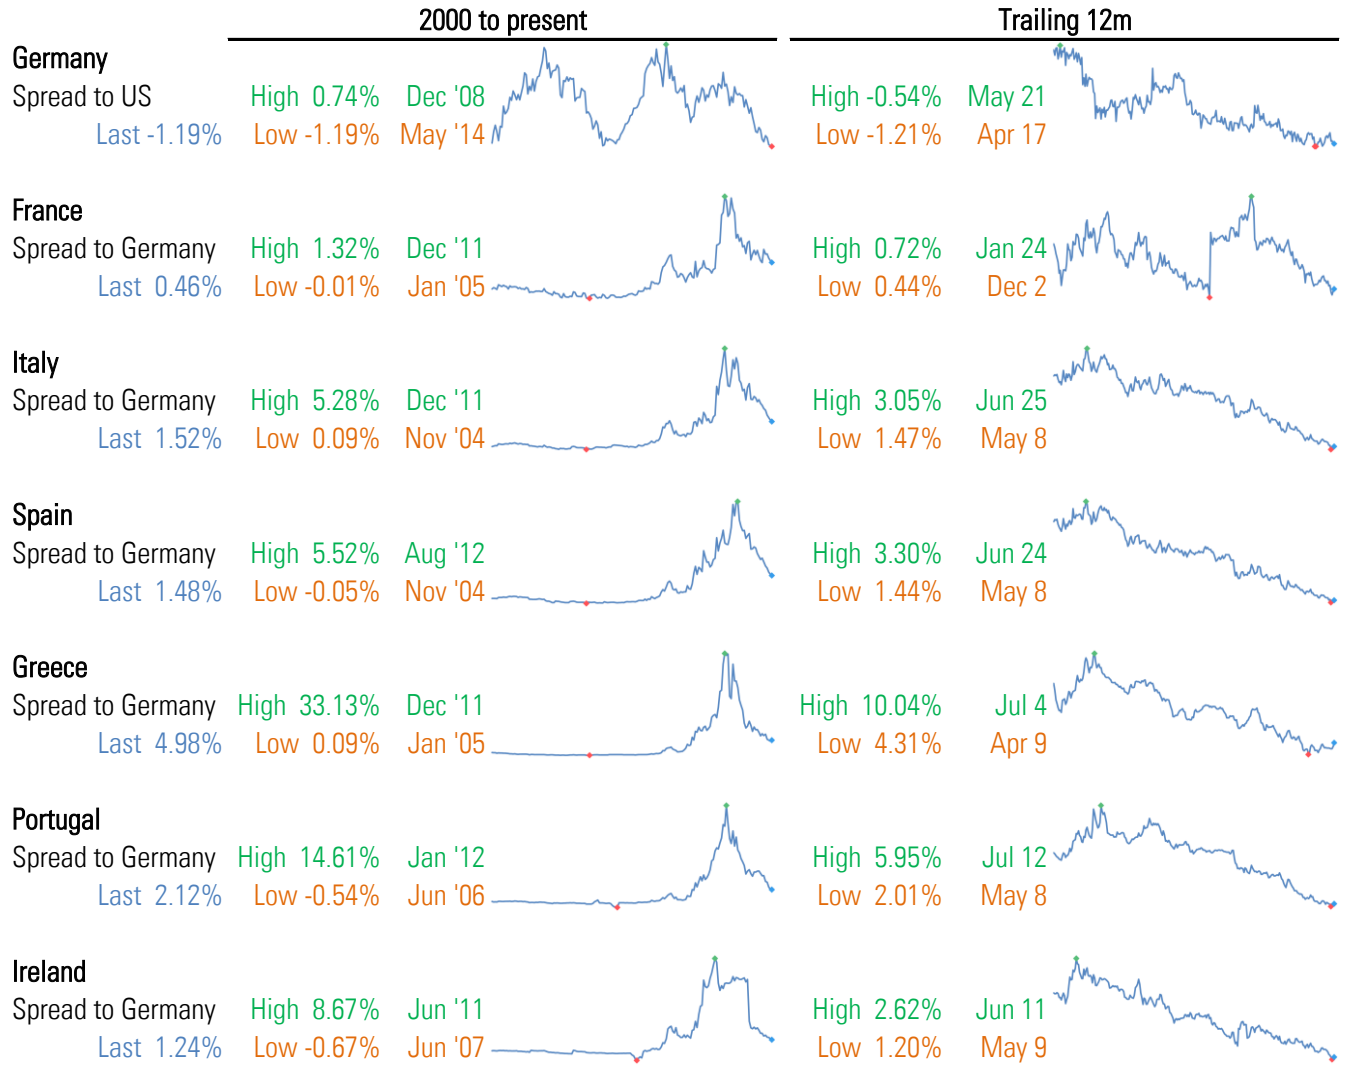 2000 to present Trailing 12m
Germany
Spread to US High 0.74% Dec '08 High -0.54% May 21
Last -1.19% Low -1.19% May '14 Low -1.21% Apr 17
France
Spread to Germany High 1.32% Dec '11 High 0.72% Jan 24
Last 0.46% Low -0.01% Jan '05 Low 0.44% Dec 2
Italy
Spread to Germany High 5.28% Dec '11 High 3.05% Jun 25
Last 1.52% Low 0.09% Nov '04 Low 1.47% May 8
Spain
Spread to Germany High 5.52% Aug '12 High 3.30% Jun 24
Last 1.48% Low -0.05% Nov '04 Low 1.44% May 8
Greece
Spread to Germany High 33.13% Dec '11 High 10.04% Jul 4
Last 4.98% Low 0.09% Jan '05 Low 4.31% Apr 9
Portugal
Spread to Germany High 14.61% Jan '12 High 5.95% Jul 12
Last 2.12% Low -0.54% Jun '06 Low 2.01% May 8
Ireland
Spread to Germany High 8.67% Jun '11 High 2.62% Jun 11
Last 1.24% Low -0.67% Jun '07 Low 1.20% May 9